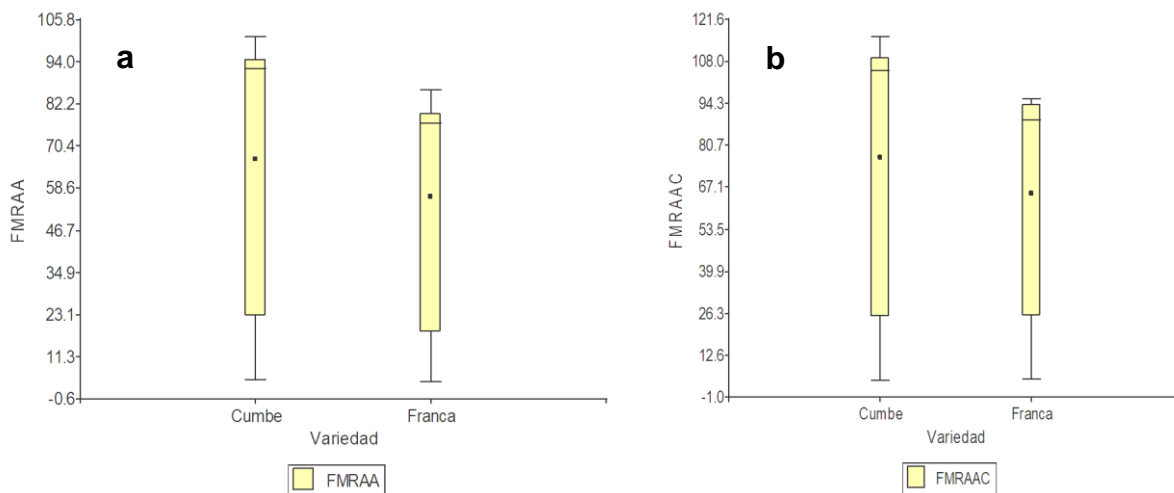 a
105.8
94.0
82.2
70.4
58.6
46.7
34.9
23.1
11.3
-0.6
FMRAA
Cumbe Franca
Variedad
FMRAA
b
121.6
108.0
94.3
80.7
67.1
53.5
39.9
26.3
12.6
-1.0
FMRAAC
Cumbe Franca
Variedad
FMRAAC